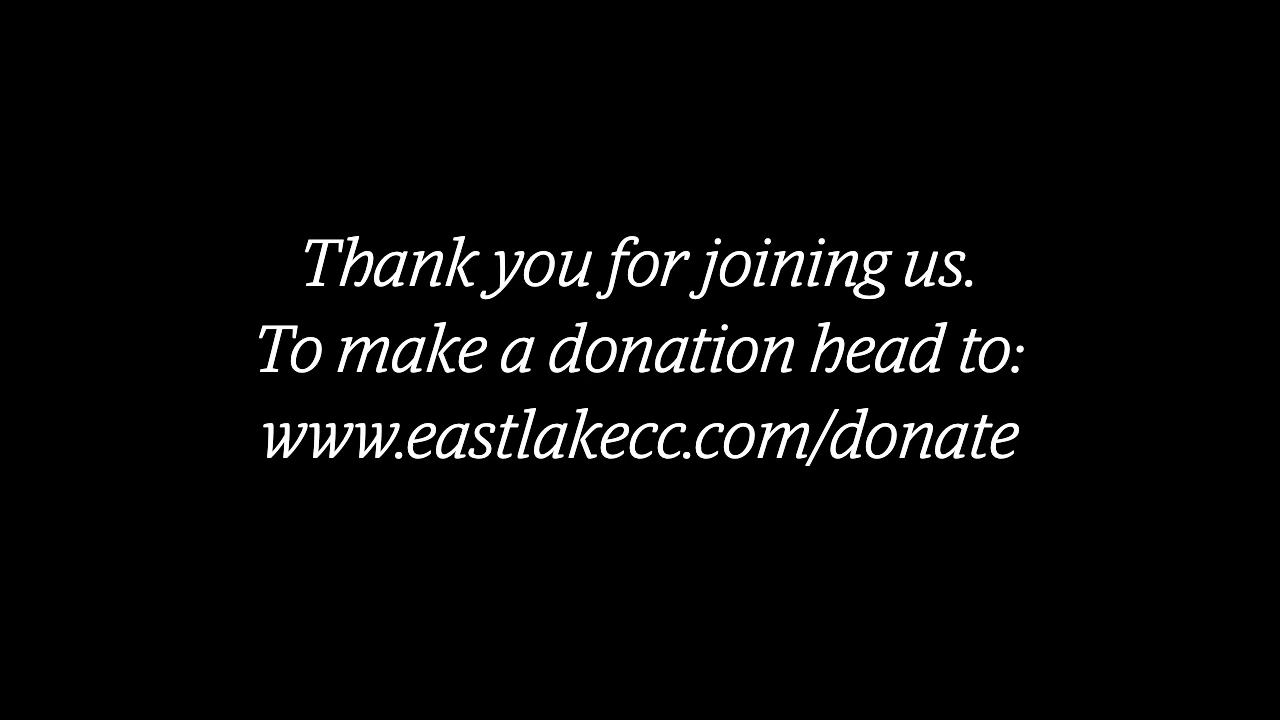 Thank you for joining us.
To make a donation head to:
www.eastlakecc.com/donate